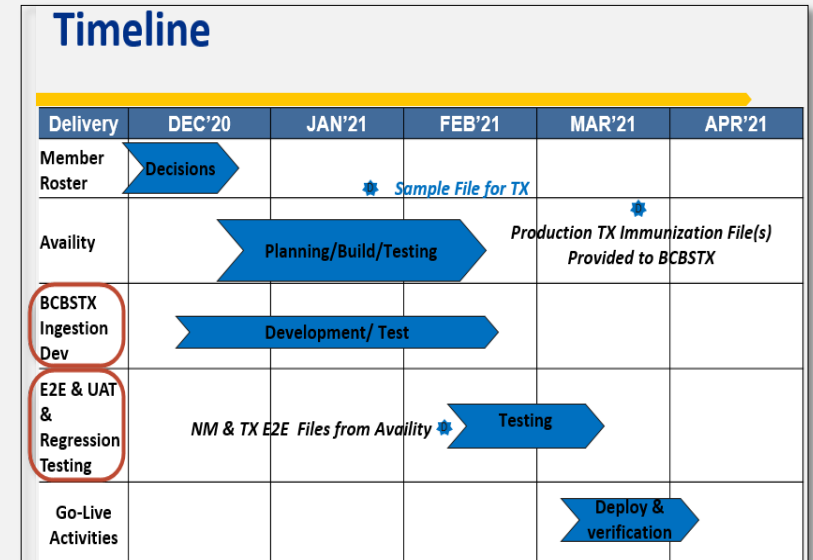 Timeline
Delivery DEC'20 JAN'21 FEB'21 MAR'21 APR'21
Member
Roster
Decisions
D Sample File for TX
Availity
Planning/Build/Testing
D
Production TX Immunization File(s)
Provided to BCBSTX
BCBSTX
Ingestion
Dev
Development/ Test
E2E & UAT
&
Regression
Testing
NM & TX E2E Files from Availity D
Testing
Go-Live
Activities
Deploy &
verification